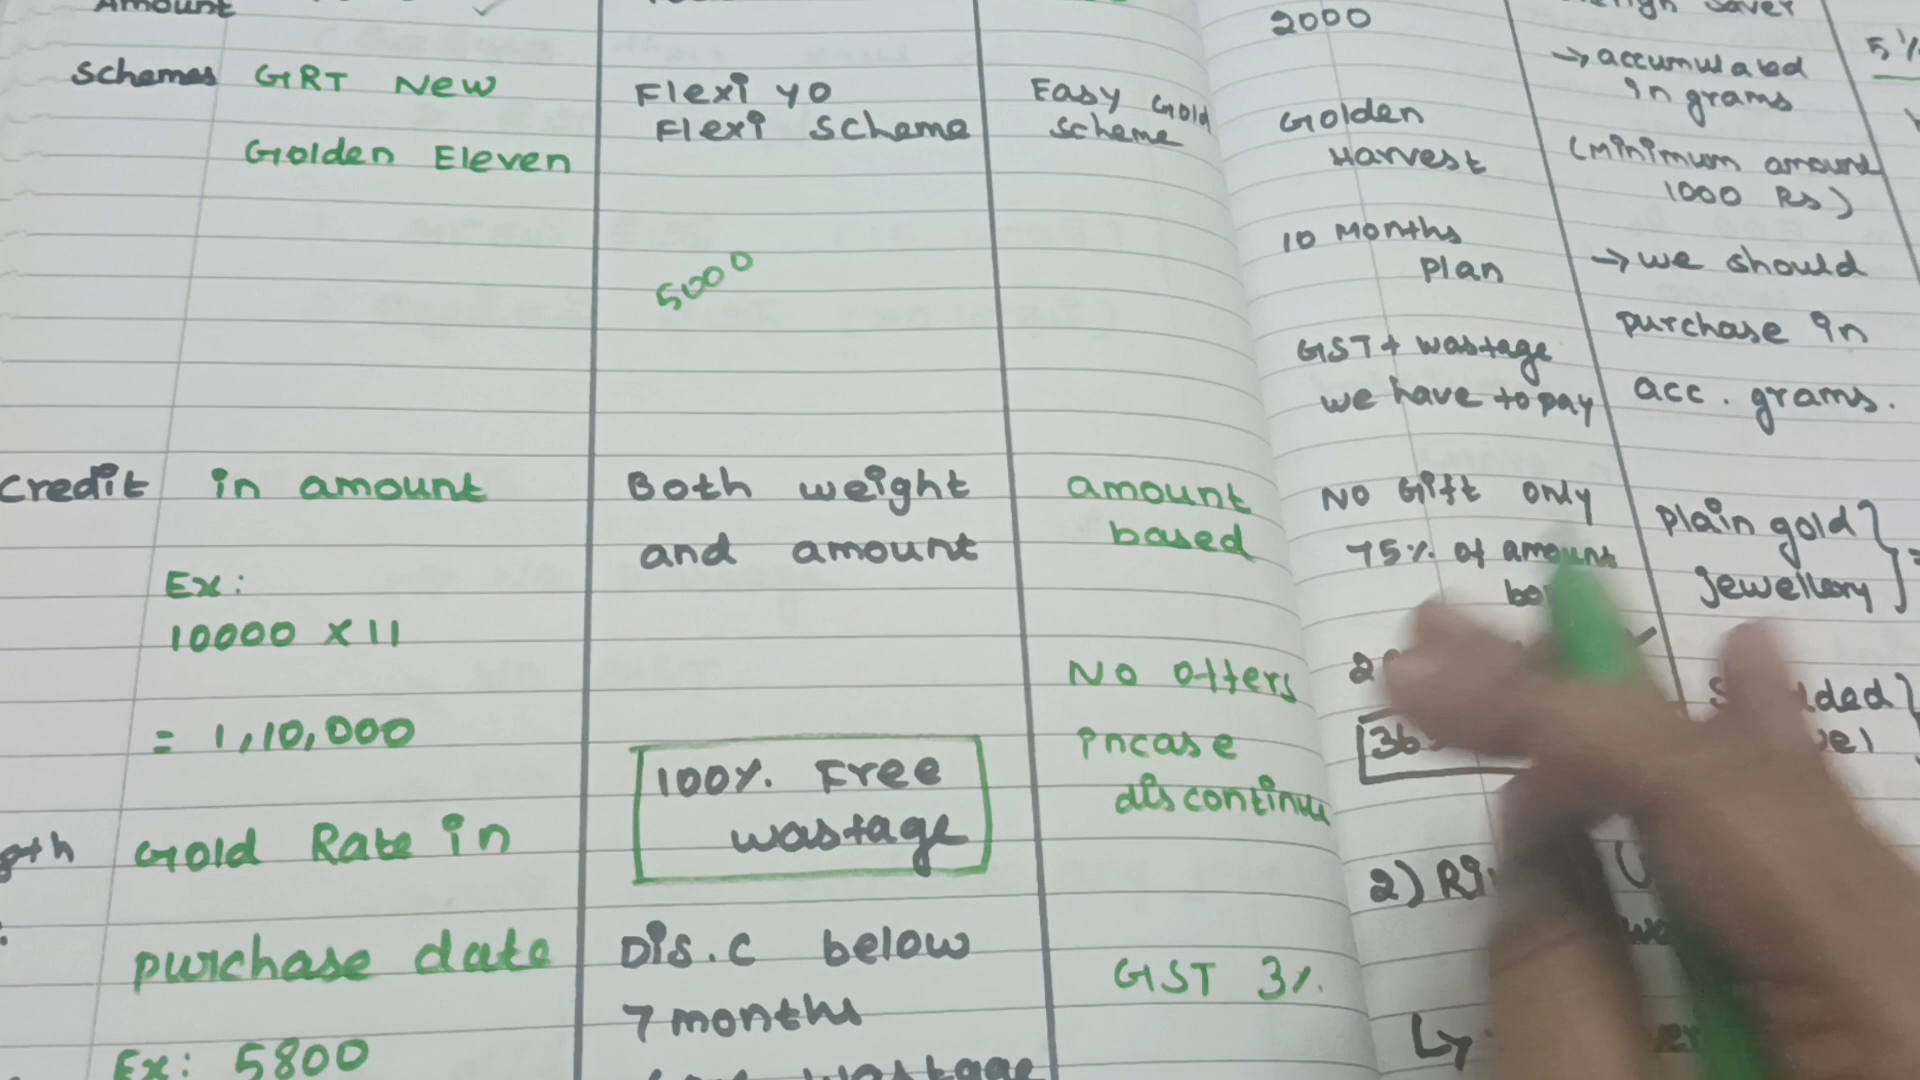 Amount
Schemes
GRT New
Golden Eleven
Flexi yo
Flexi Scheme
Easy Gold
Scheme
5000
Credit
in amount
Ex:
10000 X 11
= 1,10,000
Gold Rate in
purchase date
Ex: 5800
Both weight
and amount
100% Free
wastage
Dis.C below
7 months
wastage
amount
based
No offers
incase
discontinue
GST 3%.
2000
Golden
Harvest
10 Months
plan
GST + wastage
we have to pay
NO Gift only
75% of amount
2)
saver
→ accumulated
in grams
(Minimum amount
1000 Rs)
→ we should
purchase in
acc. grams.
plain gold
jewellery
5%